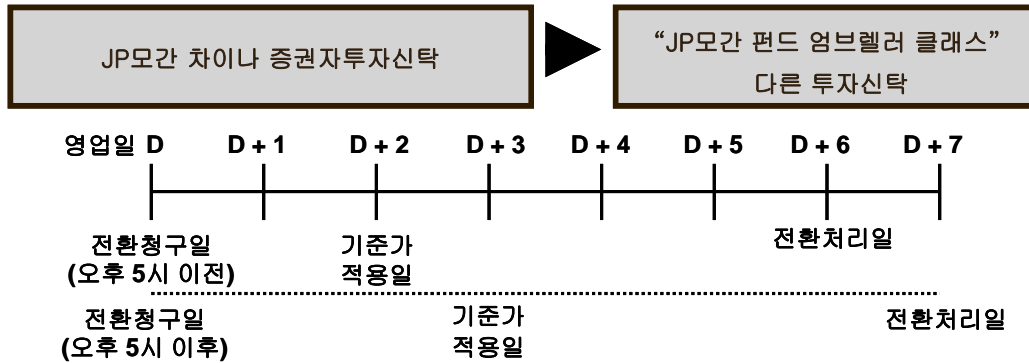 JP모간 차이나 증권자투자신탁
“JP모간 펀드 엄브렐러 클래스”
다른 투자신탁
영업일 D D + 1 D + 2 D + 3 D + 4 D + 5 D + 6 D + 7
전환청구일 기준가 전환처리일
(오후 5시 이전) 적용일
전환청구일 기준가 전환처리일
(오후 5시 이후) 적용일